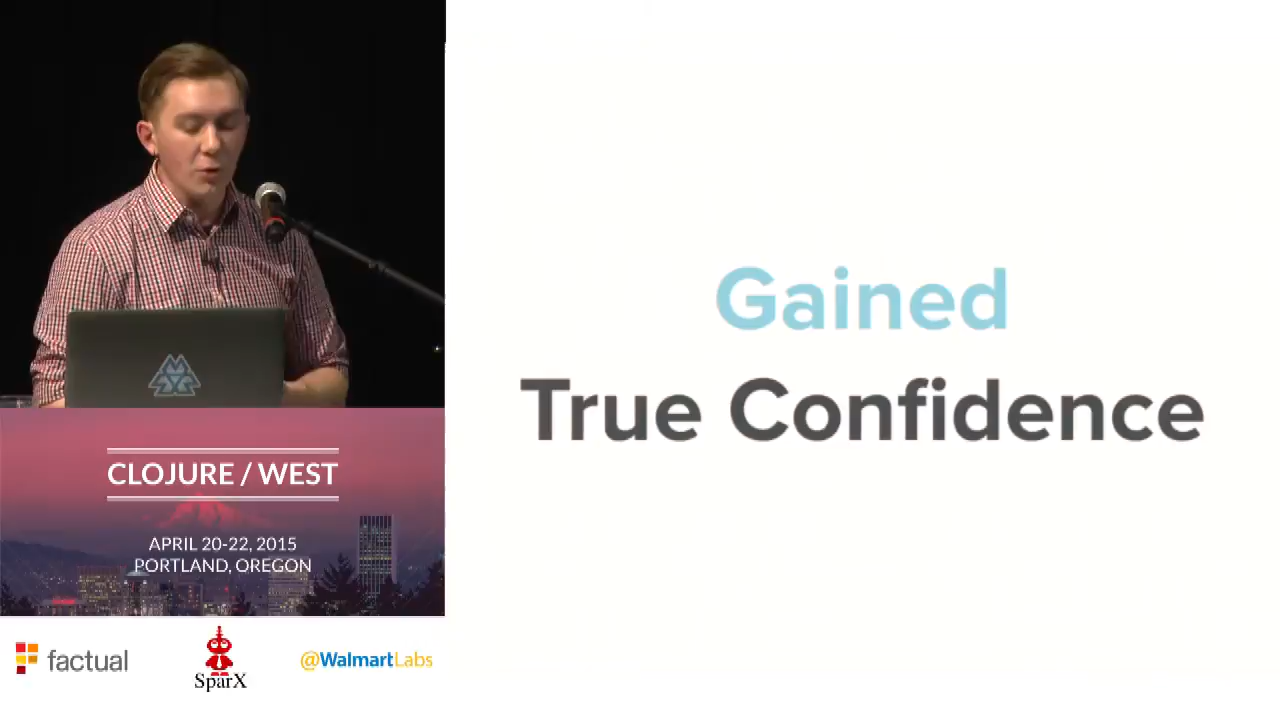 Gained
True Confidence
CLOJURE / WEST
APRIL 20-22, 2015
PORTLAND, OREGON
factual
SparX
@WalmartLabs